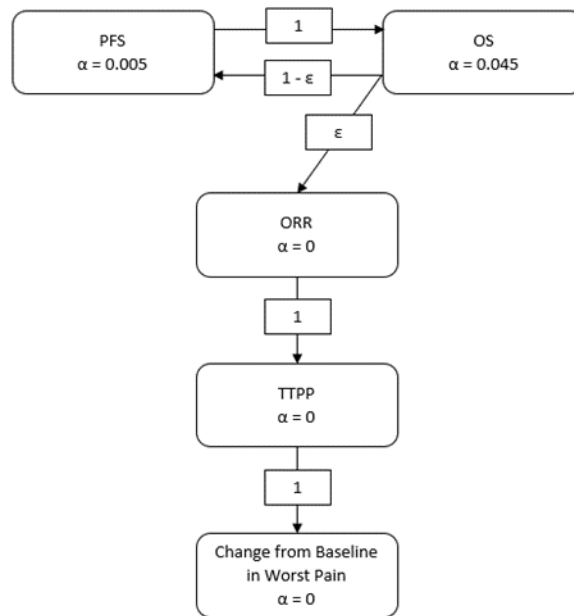 PFS
α = 0.005
1
OS
α = 0.045
1 - ε
ε
ORR
α = 0
1
TTPP
α = 0
1
Change from Baseline
in Worst Pain
α = 0